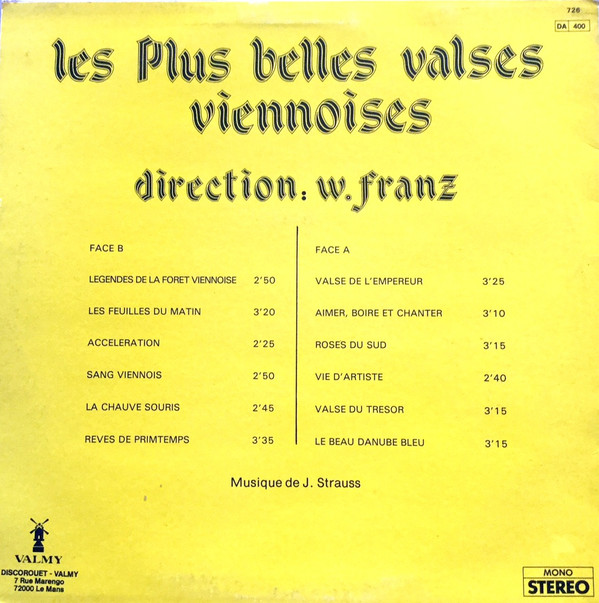 726
DA 400
les Plus belles valses
viennoises
direction: w. franz
FACE B
LEGENDES DE LA FORET VIENNOISE 2'50
LES FEUILLES DU MATIN 3'20
ACCELERATION 2'25
SANG VIENNOIS 2'50
LA CHAUVE SOURIS 2'45
REVES DE PRIMTEMPS 3'35
FACE A
VALSE DE L'EMPEREUR 3'25
AIMER, BOIRE ET CHANTER 3'10
ROSES DU SUD 3'15
VIE D'ARTISTE 2'40
VALSE DU TRESOR 3'15
LE BEAU DANUBE BLEU 3'15
Musique de J. Strauss
VALMY
DISCOROUET - VALMY
7 Rue Marengo
72000 Le Mans
MONO
STEREO